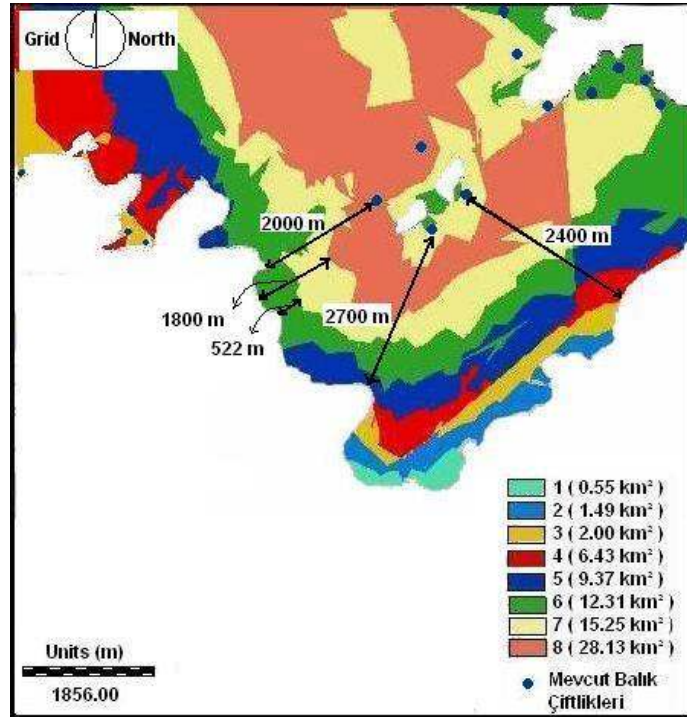 Grid North
2000 m
2400 m
1800 m
2700 m
522 m
1 ( 0.55 km² )
2 ( 1.49 km² )
3 ( 2.00 km² )
4 ( 6.43 km² )
5 ( 9.37 km² )
6 ( 12.31 km² )
7 ( 15.25 km² )
8 ( 28.13 km² )
Mevcut Balık
Çiftlikleri
Units (m)
1856.00